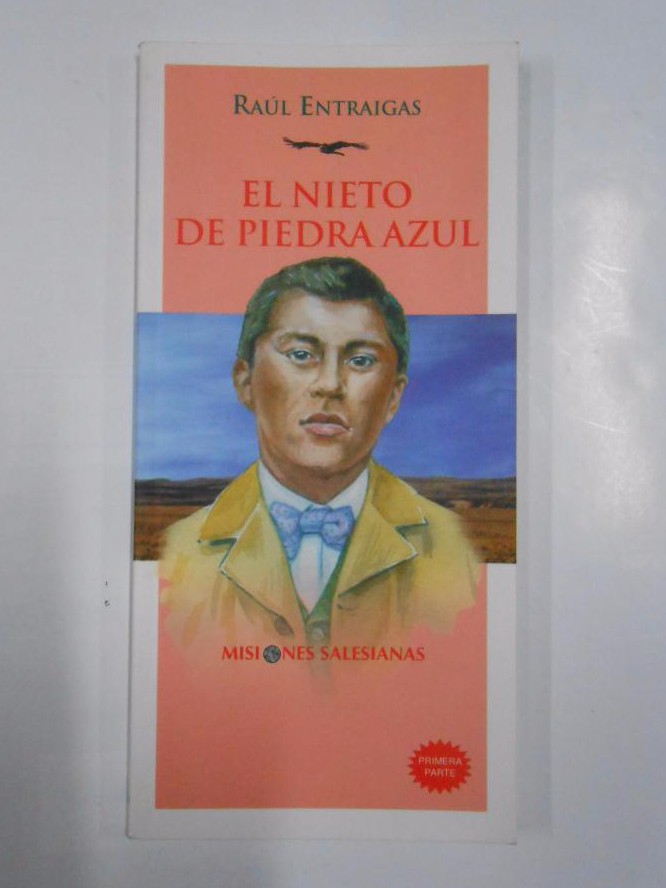 RAÚL ENTRAIGAS
EL NIETO
DE PIEDRA AZUL
MISIONES SALESIANAS
PRIMERA
PARTE